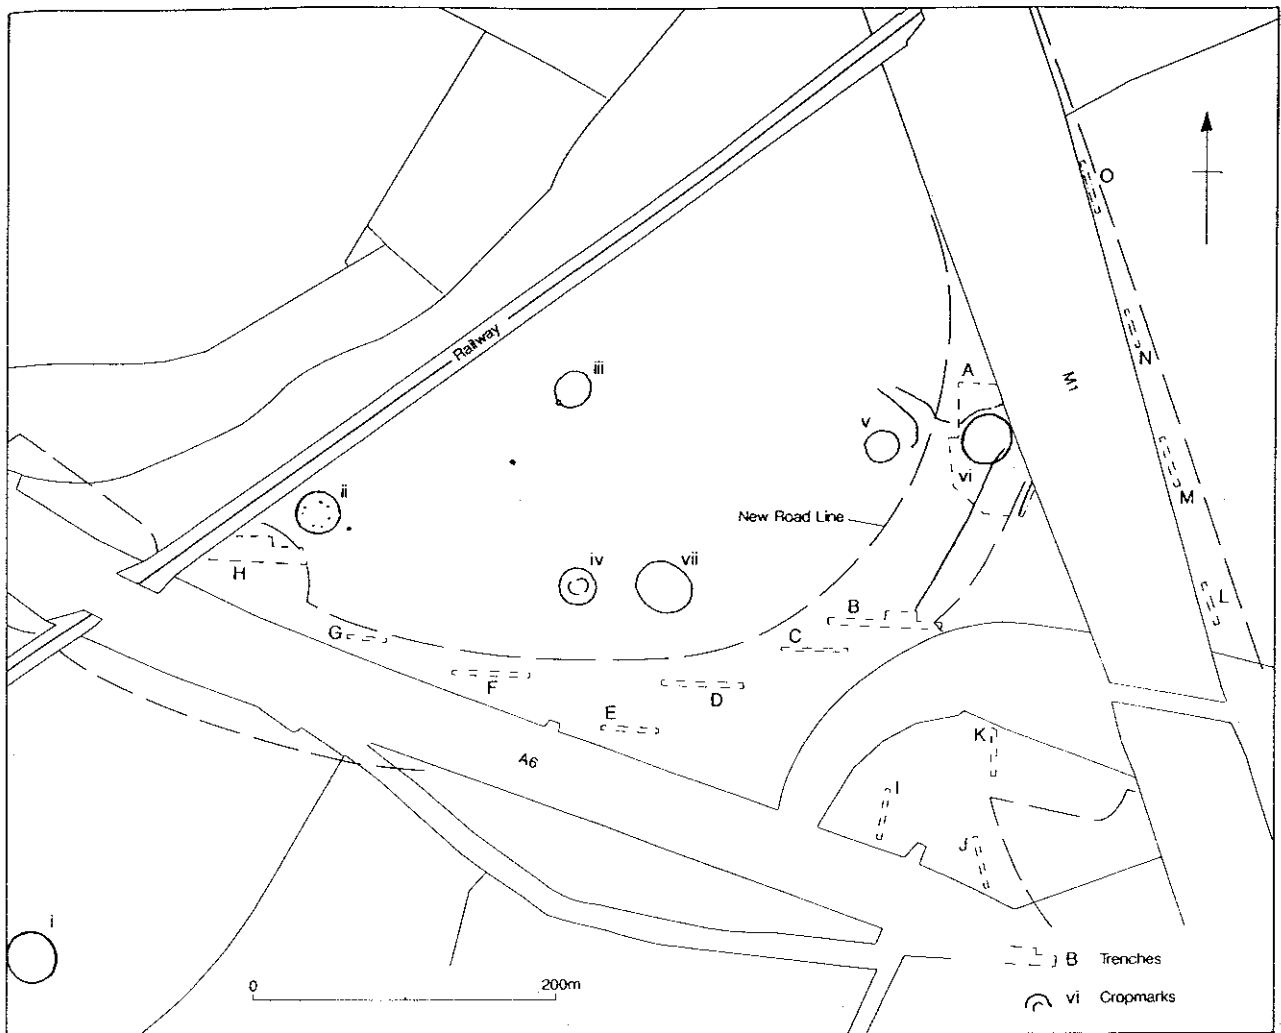 O
Railway
iii
N
A
M1
v
vi
M
ii
New Road Line
H
iv
vii
L
B
G
C
F
D
E
K
A6
I
J
i
B Trenches
0 200m
vi Cropmarks